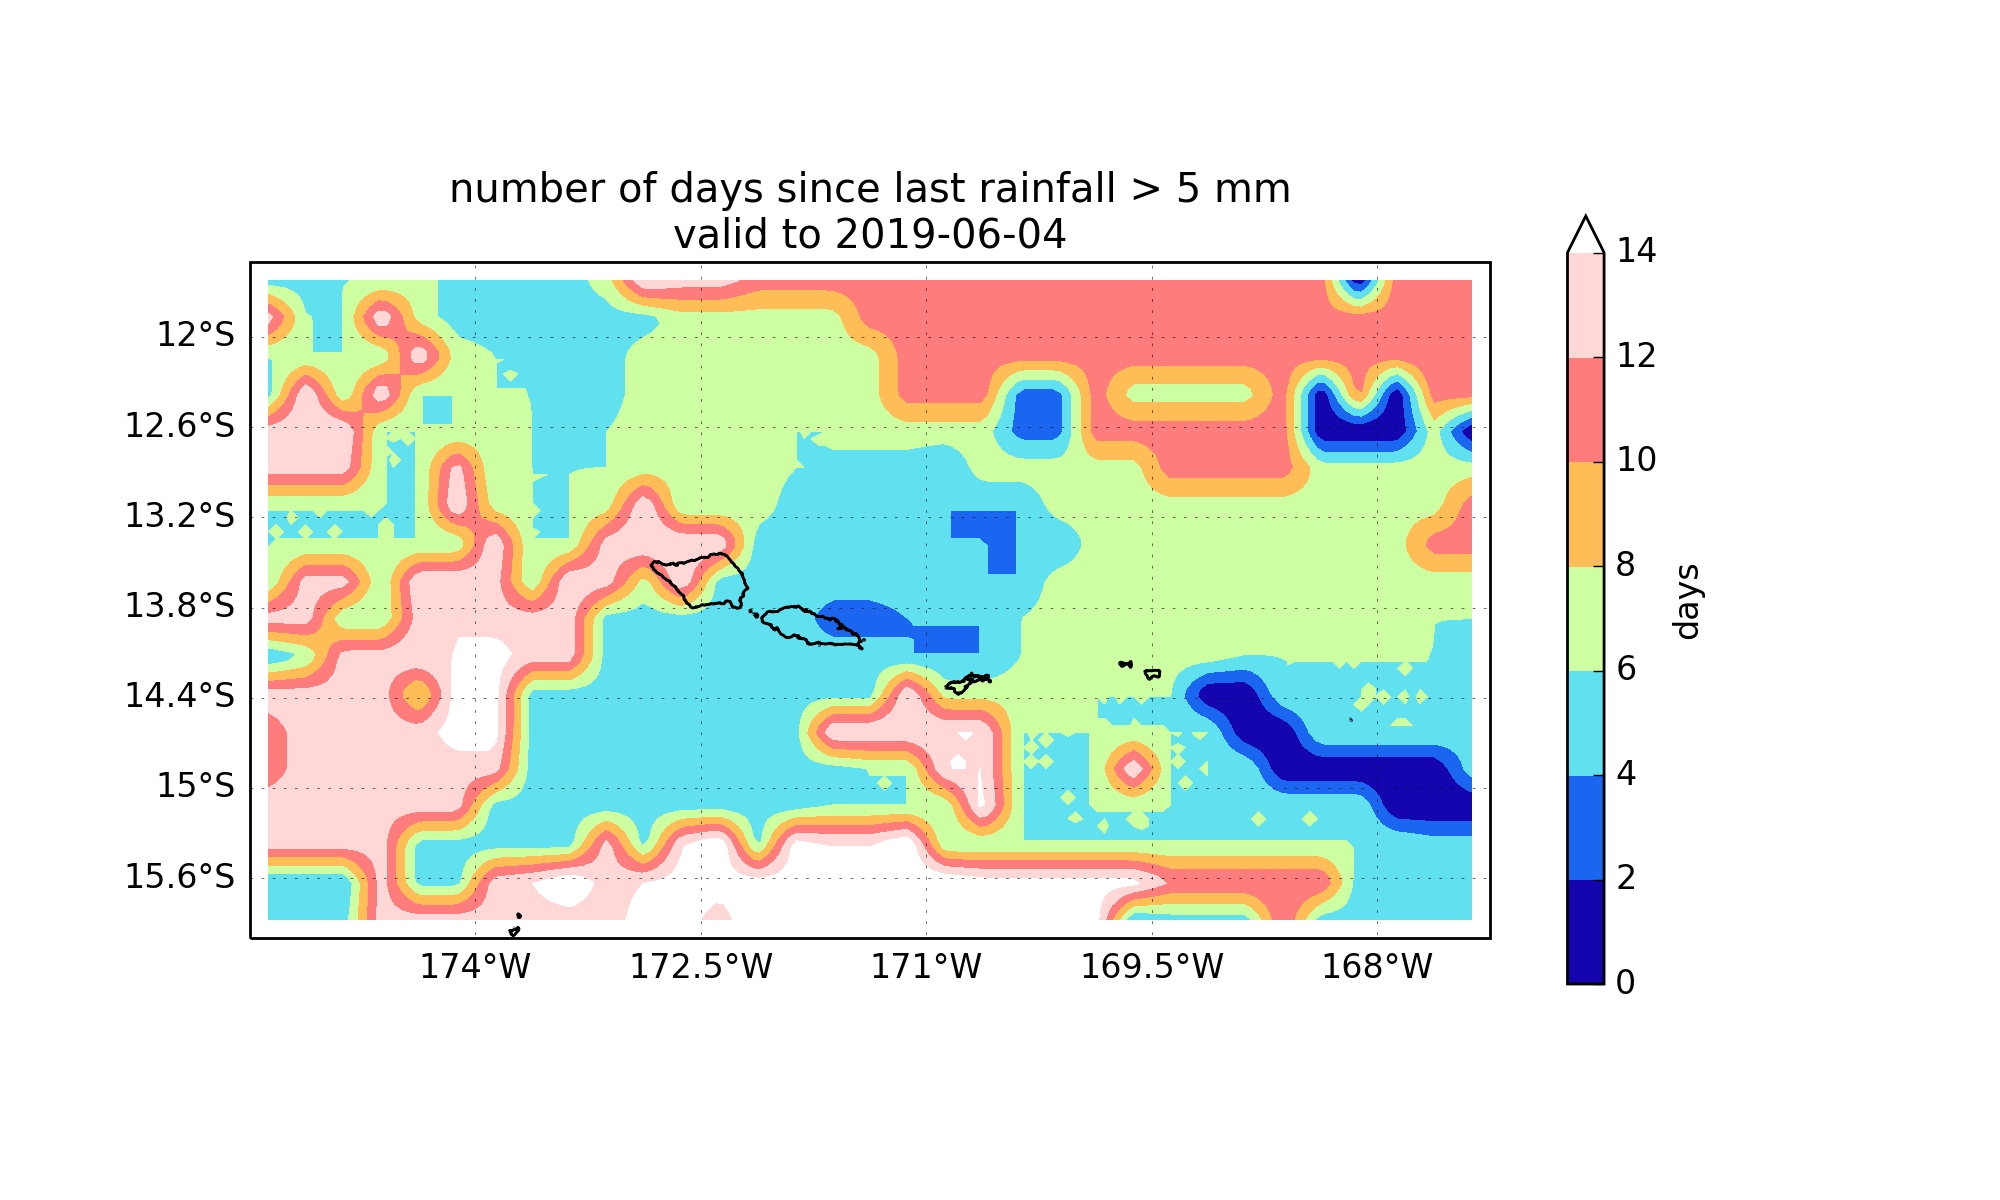 number of days since last rainfall > 5 mm
valid to 2019-06-04
12°S
12.6°S
13.2°S
13.8°S
14.4°S
15°S
15.6°S
174°W
172.5°W
171°W
169.5°W
168°W
14
12
10
8
6
4
2
0
days